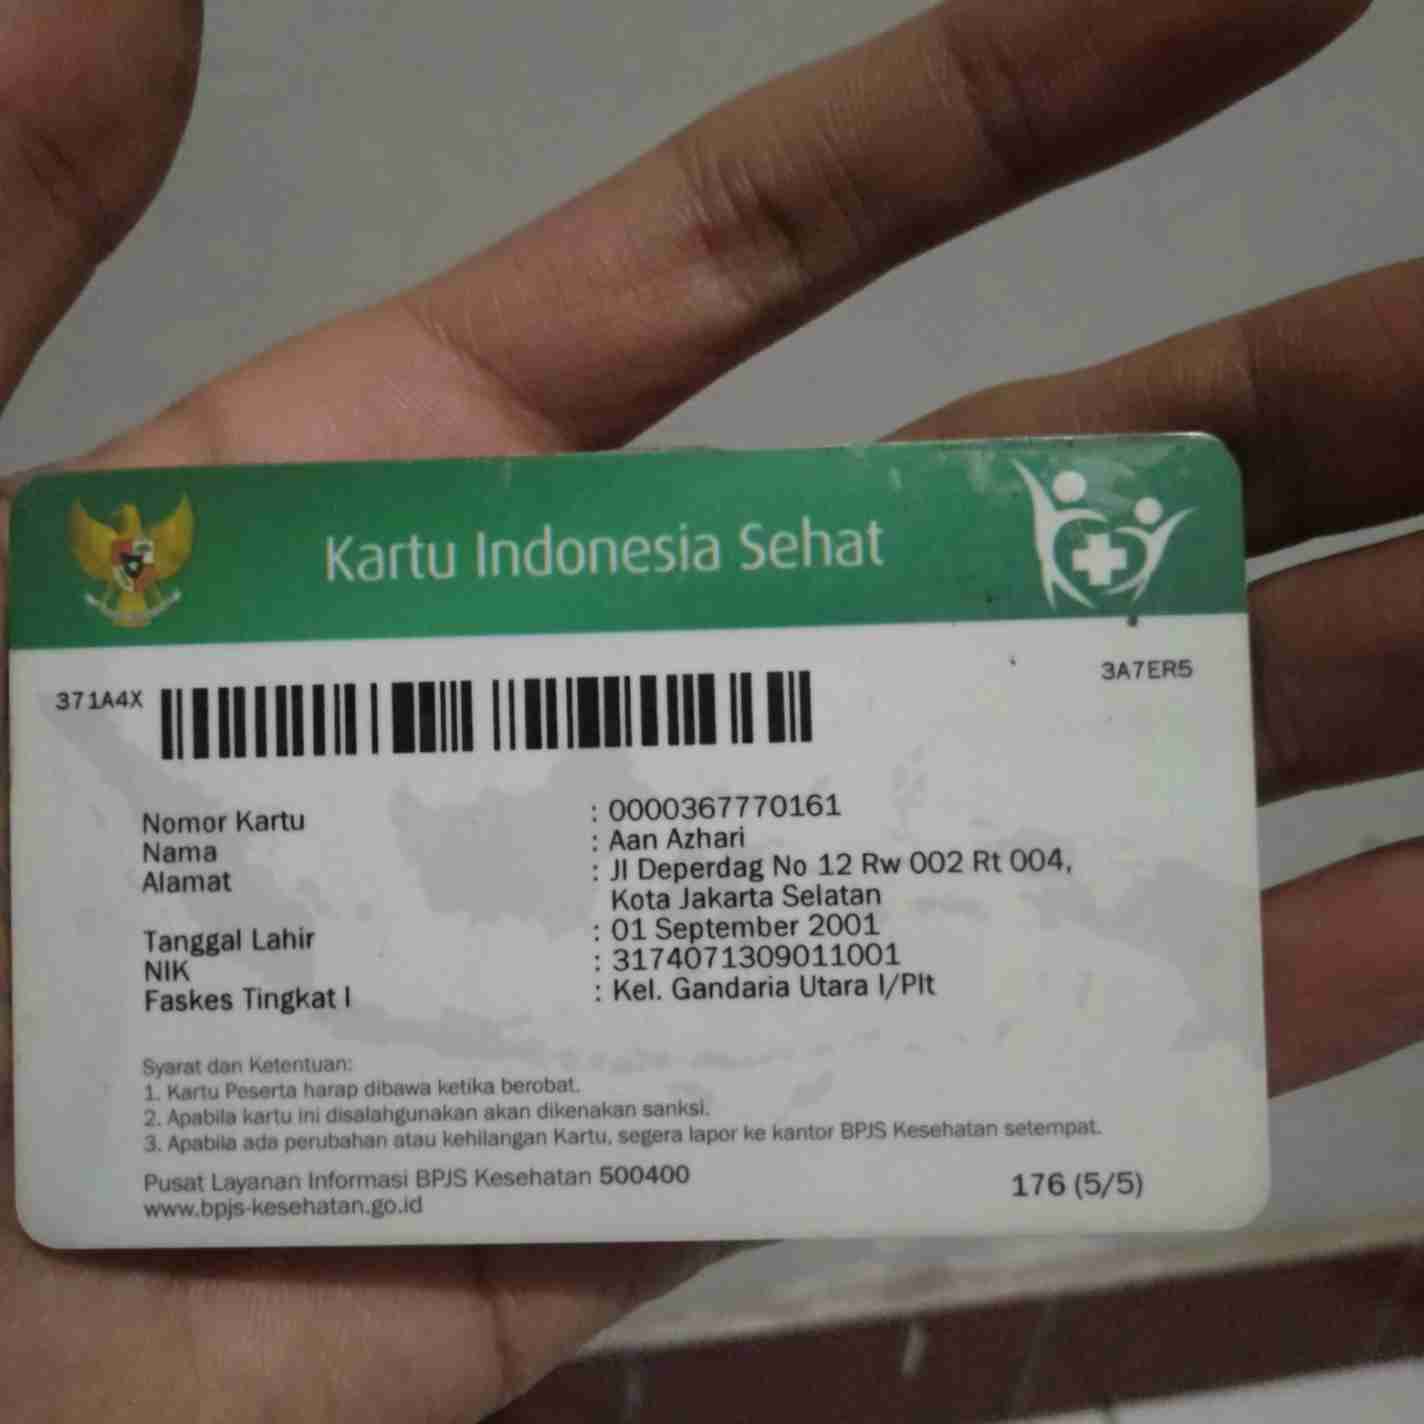 Kartu Indonesia Sehat
371A4X
3A7ER5
Nomor Kartu : 0000367770161
Nama : Aan Azhari
Alamat : Jl Deperdag No 12 Rw 002 Rt 004,
Kota Jakarta Selatan
Tanggal Lahir : 01 September 2001
NIK : 3174071309011001
Faskes Tingkat I : Kel. Gandaria Utara I/Plt
Syarat dan Ketentuan:
1. Kartu Peserta harap dibawa ketika berobat.
2. Apabila kartu ini disalahgunakan akan dikenakan sanksi.
3. Apabila ada perubahan atau kehilangan Kartu, segera lapor ke kantor BPJS Kesehatan setempat.
Pusat Layanan Informasi BPJS Kesehatan 500400
www.bpjs-kesehatan.go.id
176 (5/5)